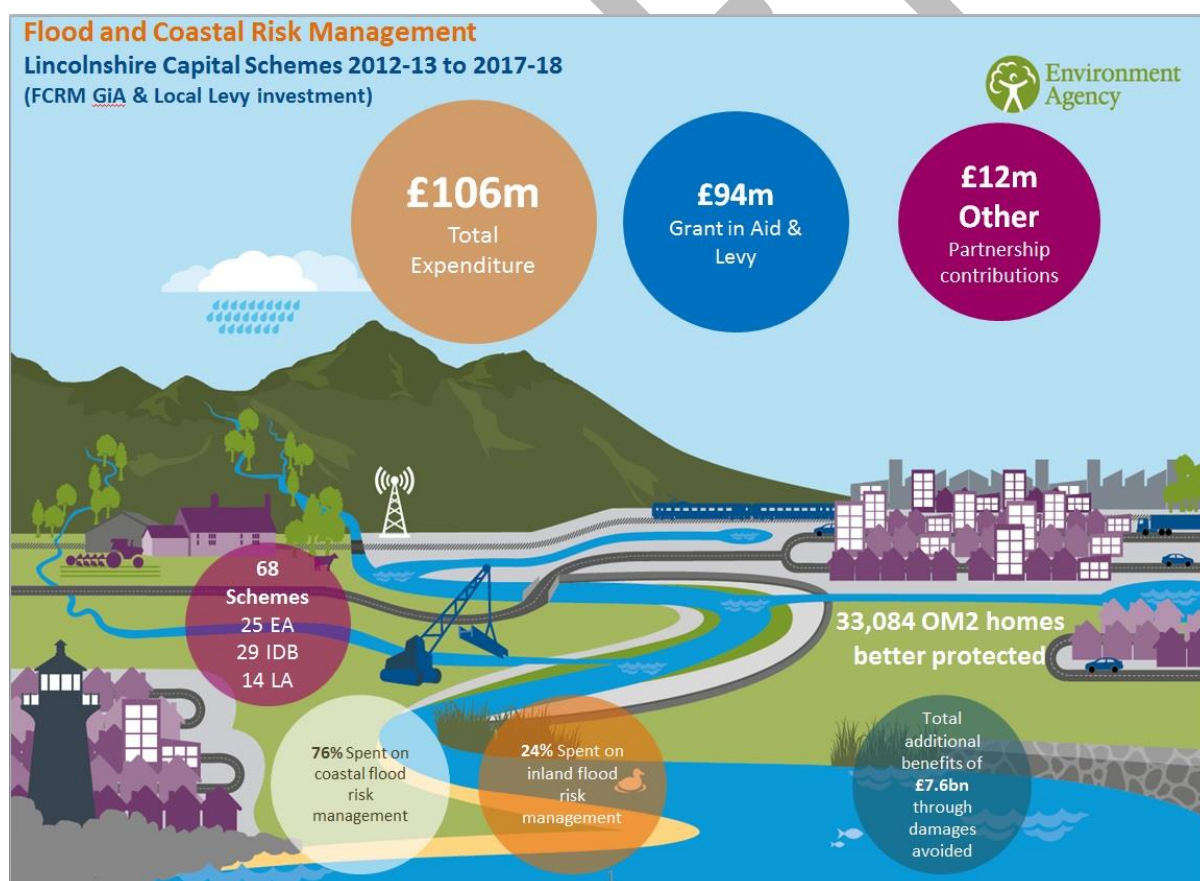 Flood and Coastal Risk Management
Lincolnshire Capital Schemes 2012-13 to 2017-18
(FCRM GiA & Local Levy investment)
Environment
Agency
£106m
Total
Expenditure
£94m
Grant in Aid &
Levy
£12m
Other
Partnership
contributions
68
Schemes
25 EA
29 IDB
14 LA
33,084 OM2 homes
better protected
76% Spent on
coastal flood
risk
management
24% Spent on
inland flood
risk
management
Total
additional
benefits of
£7.6bn
through
damages
avoided
1